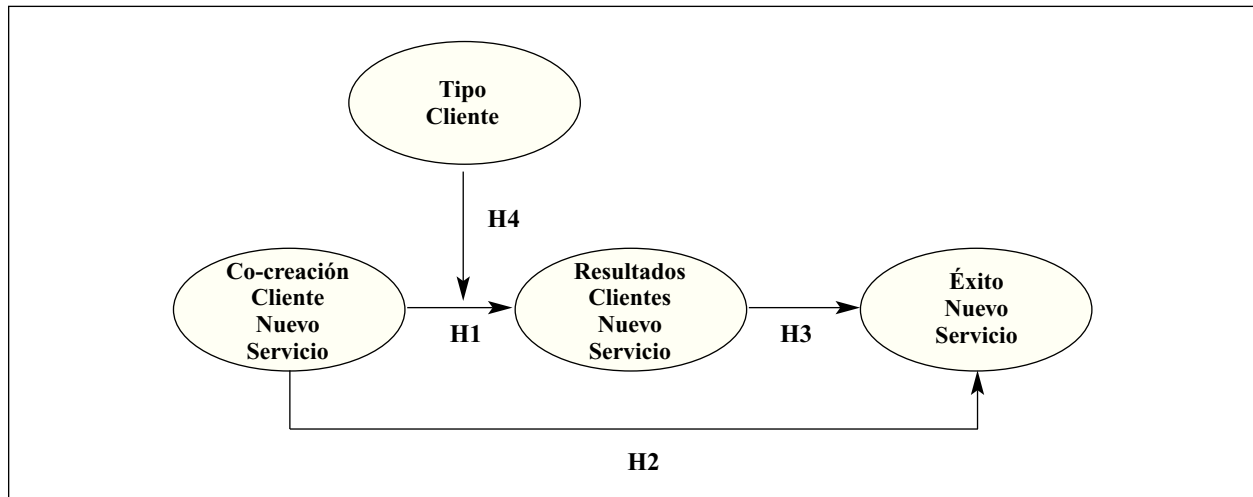 Tipo
Cliente
H4
Co-creación
Cliente
Nuevo
Servicio
H1
Resultados
Clientes
Nuevo
Servicio
H3
Éxito
Nuevo
Servicio
H2